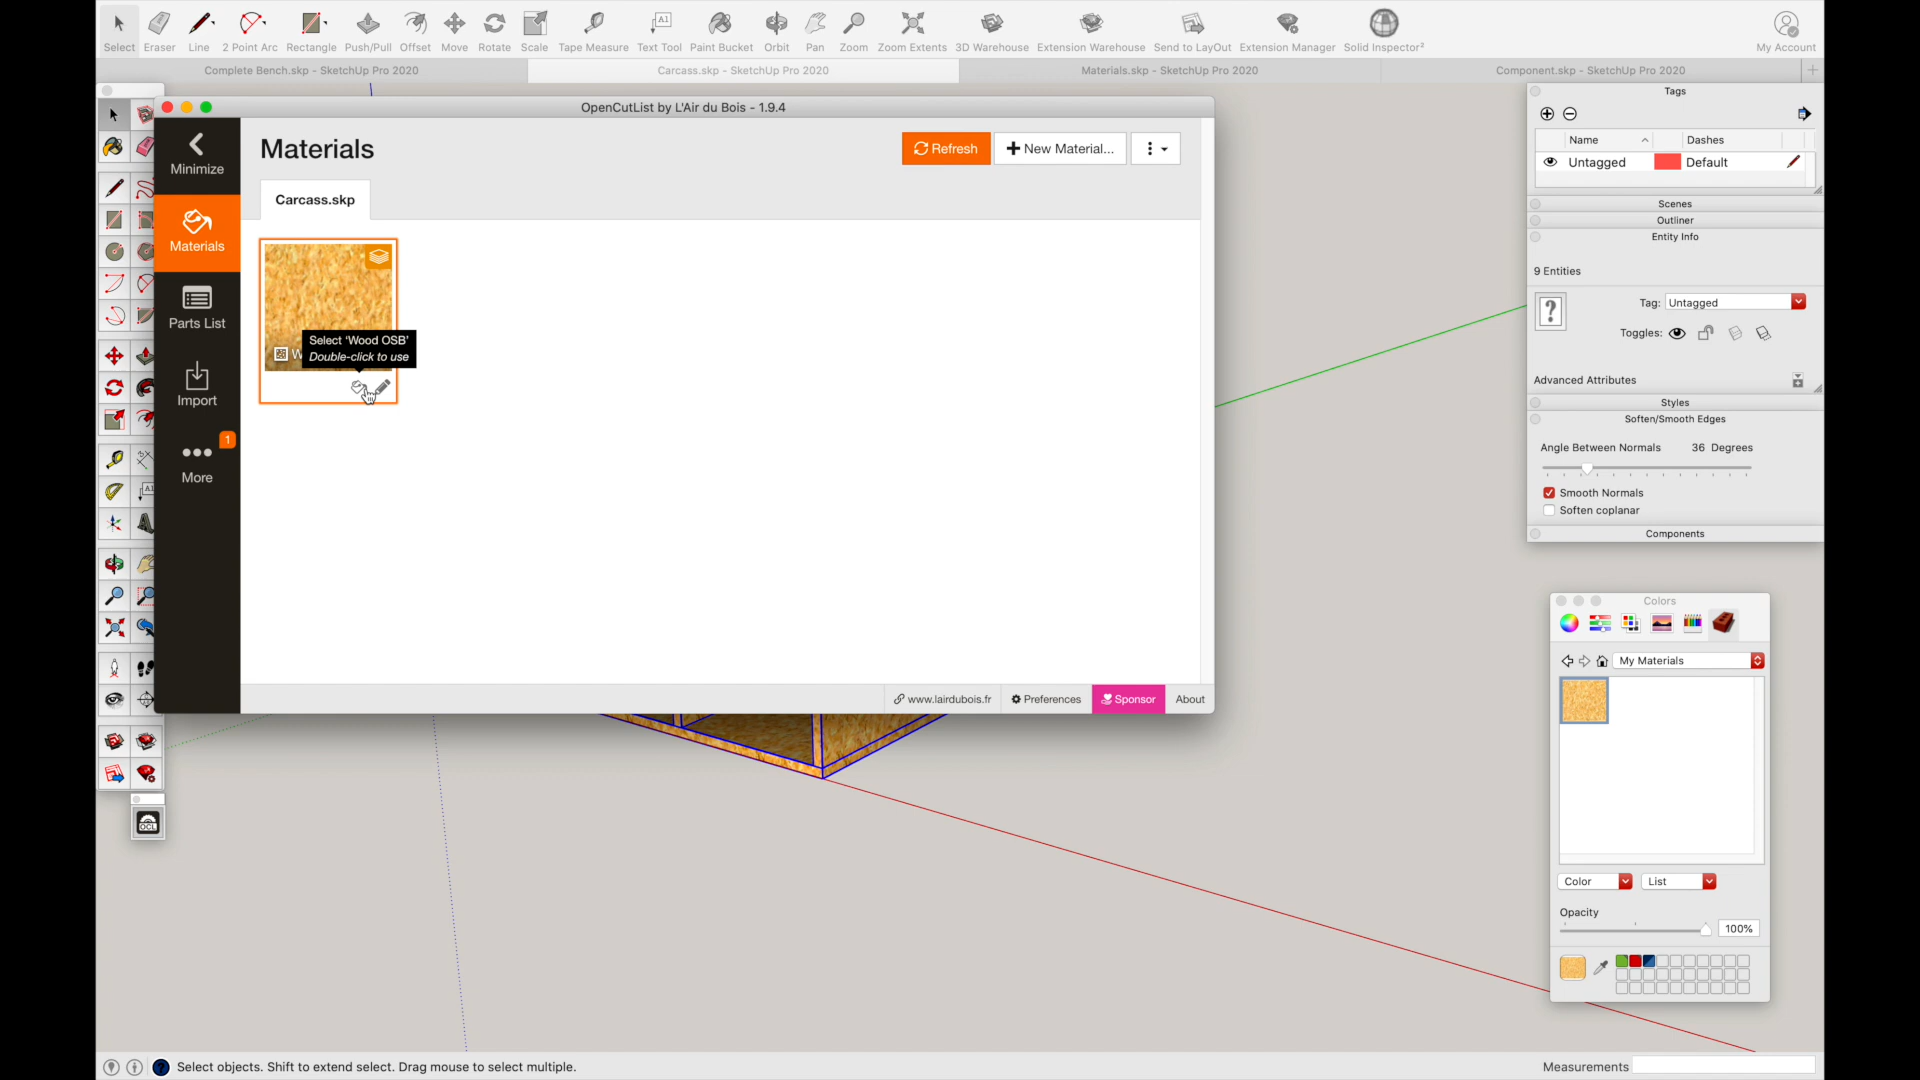 Select Eraser Line 2 Point Arc Rectangle Push/Pull Offset Move Rotate Scale Tape Measure Text Tool Paint Bucket Orbit Pan Zoom Zoom Extents 3D Warehouse Extension Warehouse Send to LayOut Extension Manager Solid Inspector² My Account
Complete Bench.skp - SketchUp Pro 2020 Carcass.skp - SketchUp Pro 2020 Materials.skp - SketchUp Pro 2020 Component.skp - SketchUp Pro 2020
OpenCutList by L'Air du Bois - 1.9.4
Minimize
Materials
Parts List
Import
1
More
Materials
Refresh
New Material...
Carcass.skp
W
Select ‘Wood OSB’
Double-click to use
www.lairdubois.fr Preferences Sponsor About
OCL
Tags
Name Dashes
Untagged Default
Scenes
Outliner
Entity Info
9 Entities
?
Tag: Untagged
Toggles:
Advanced Attributes
Styles
Soften/Smooth Edges
Angle Between Normals 36 Degrees
Smooth Normals
Soften coplanar
Components
Colors
My Materials
Color List
Opacity
100%
Select objects. Shift to extend select. Drag mouse to select multiple.
Measurements